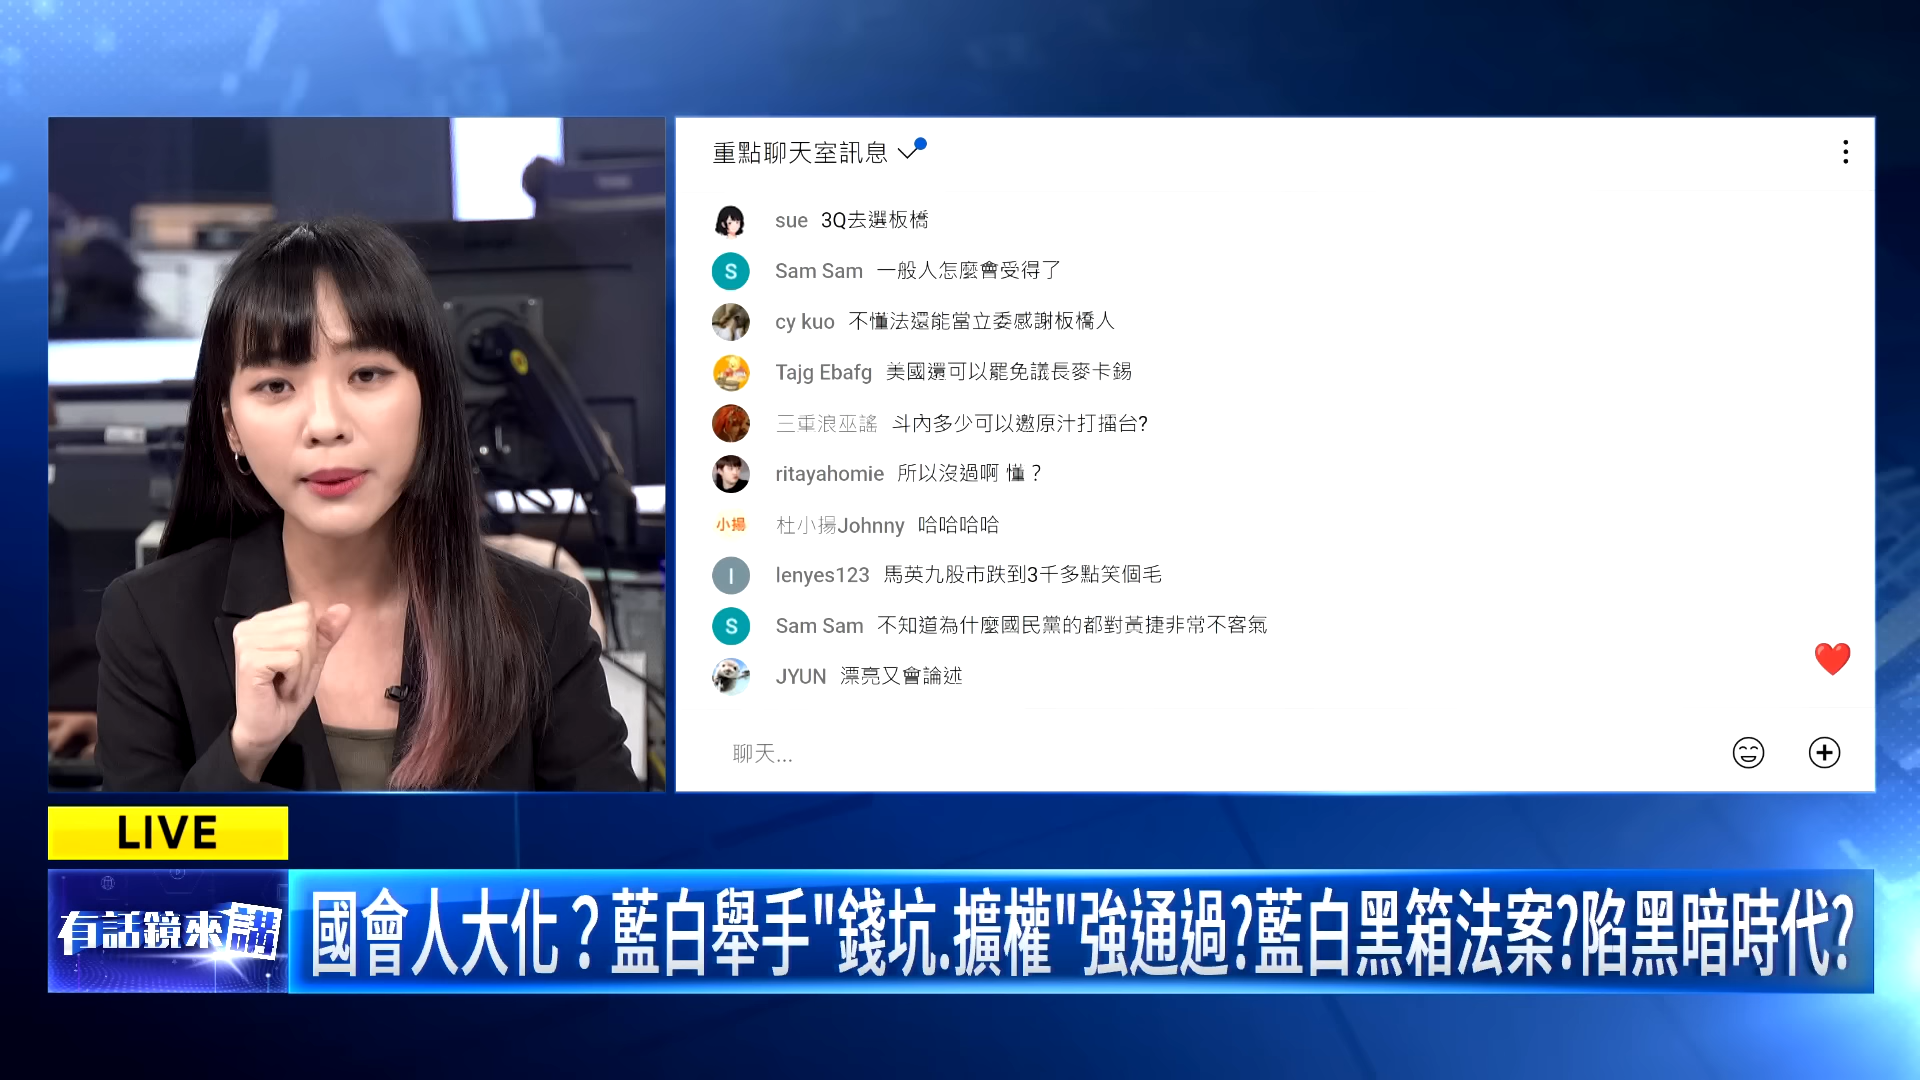 重點聊天室訊息
sue 3Q去選板橋
S Sam Sam 一般人怎麼會受得了
cy kuo 不懂法還能當立委感謝板橋人
Tajg Ebafg 美國還可以罷免議長麥卡錫
三重浪巫謠 斗內多少可以邀原汁打擂台?
ritayahomie 所以沒過啊 懂？
小揚 杜小揚Johnny 哈哈哈哈
l lenyes123 馬英九股市跌到3千多點笑個毛
S Sam Sam 不知道為什麼國民黨的都對黃捷非常不客氣
JYUN 漂亮又會論述
聊天...
LIVE
有話鏡來講
國會人大化？藍白舉手"錢坑.擴權"強通過?藍白黑箱法案?陷黑暗時代?